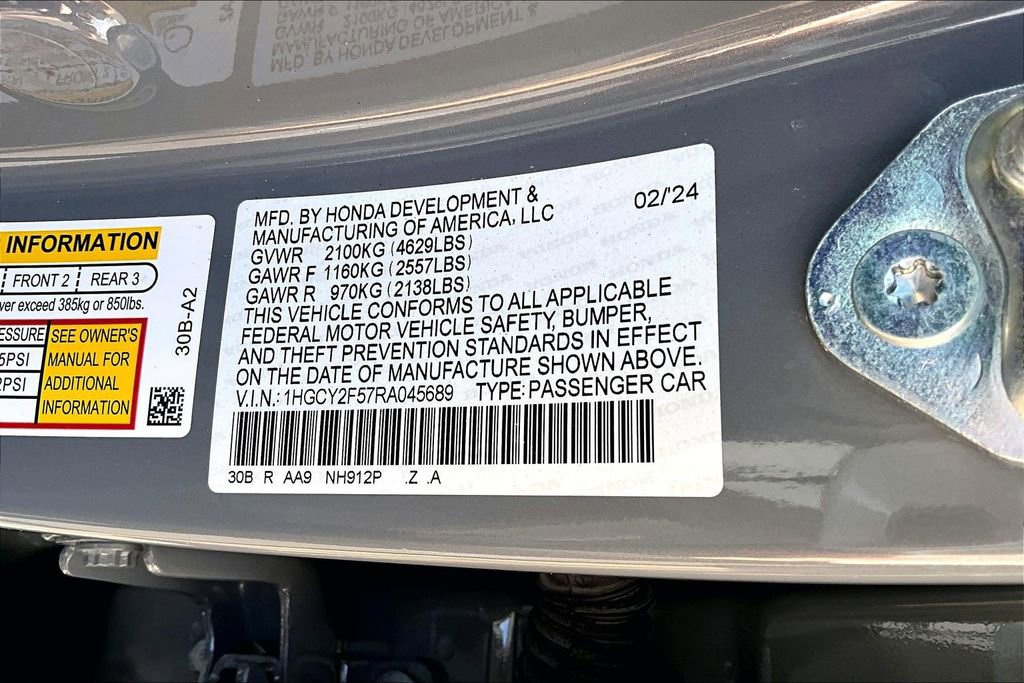 MFD. BY HONDA DEVELOPMENT & 02/'24
MANUFACTURING OF AMERICA, LLC
GVWR 2100KG (4629LBS)
GAWR F 1160KG (2557LBS)
GAWR R 970KG (2138LBS)
THIS VEHICLE CONFORMS TO ALL APPLICABLE
FEDERAL MOTOR VEHICLE SAFETY, BUMPER,
AND THEFT PREVENTION STANDARDS IN EFFECT
ON THE DATE OF MANUFACTURE SHOWN ABOVE.
V.I.N.: 1HGCY2F57RA045689 TYPE: PASSENGER CAR
30B R AA9 NH912P .Z .A
INFORMATION
FRONT 2 REAR 3
exceed 385kg or 850lbs.
SEE OWNER'S
MANUAL FOR
ADDITIONAL
INFORMATION
PSI
PSI
30B-A2